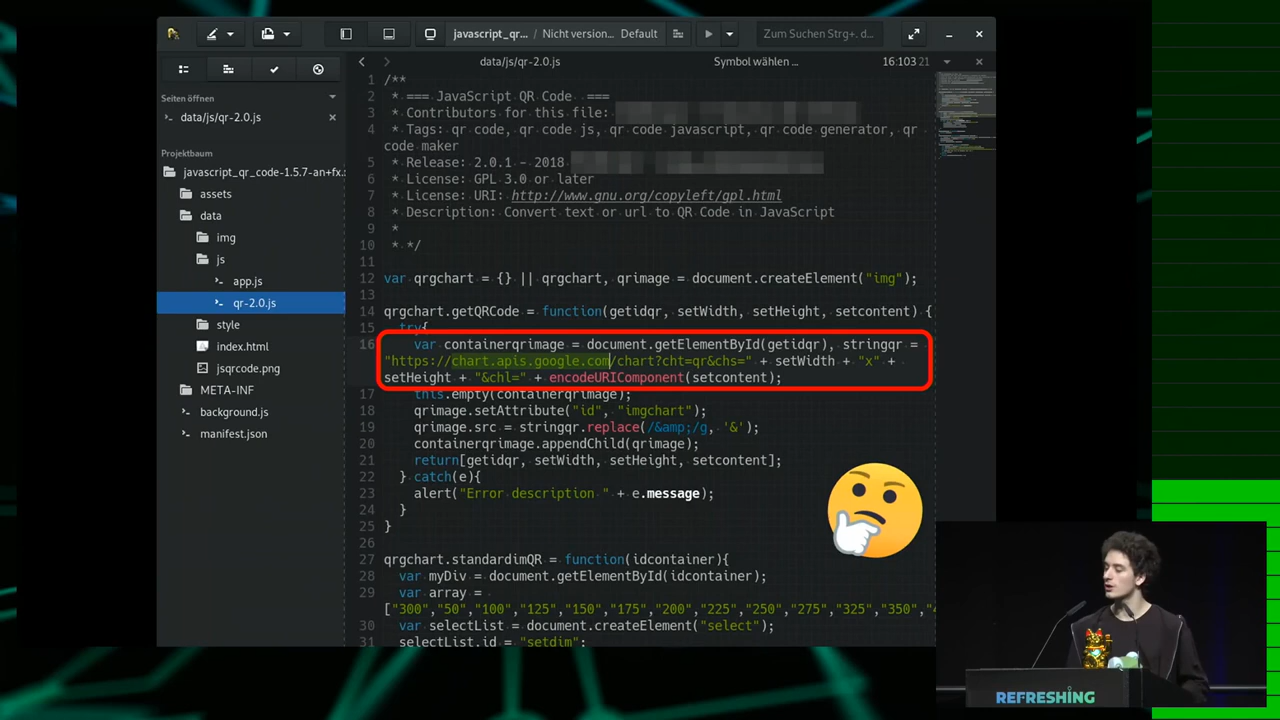 javascript_qr... / Nicht version... Default
Zum Suchen Strg+. d...
data/js/qr-2.0.js
Symbol wählen ...
16:103 21
Seiten öffnen
data/js/qr-2.0.js
Projektbaum
javascript_qr_code-1.5.7-an+fx.
assets
data
img
js
app.js
qr-2.0.js
style
index.html
jsqrcode.png
META-INF
background.js
manifest.json
1 /**
2 * === JavaScript QR Code ===
3 * Contributors for this file:
4 * Tags: qr code, qr code js, qr code javascript, qr code generator, qr
code maker
5 * Release: 2.0.1 - 2018
6 * License: GPL 3.0 or later
7 * License: URI: http://www.gnu.org/copyleft/gpl.html
8 * Description: Convert text or url to QR Code in JavaScript
9 *
10 * */
11
12 var qrgchart = {} || qrgchart, qrimage = document.createElement("img");
13
14 qrgchart.getQRCode = function(getidqr, setWidth, setHeight, setcontent) {
15 try{
16 var containerqrimage = document.getElementById(getidqr), stringqr =
"https://chart.apis.google.com/chart?cht=qr&chs=" + setWidth + "x" +
setHeight + "&chl=" + encodeURIComponent(setcontent);
17 this.empty(containerqrimage);
18 qrimage.setAttribute("id", "imgchart");
19 qrimage.src = stringqr.replace(/&amp;/g, '&');
20 containerqrimage.appendChild(qrimage);
21 return[getidqr, setWidth, setHeight, setcontent];
22 } catch(e){
23 alert("Error description " + e.message);
24 }
25 }
26
27 qrgchart.standardimQR = function(idcontainer){
28 var myDiv = document.getElementById(idcontainer);
29 var array =
["300","50","100","125","150","175","200","225","250","275","325","350","4
30 var selectList = document.createElement("select");
31 selectList.id = "setdim";
REFRESHING